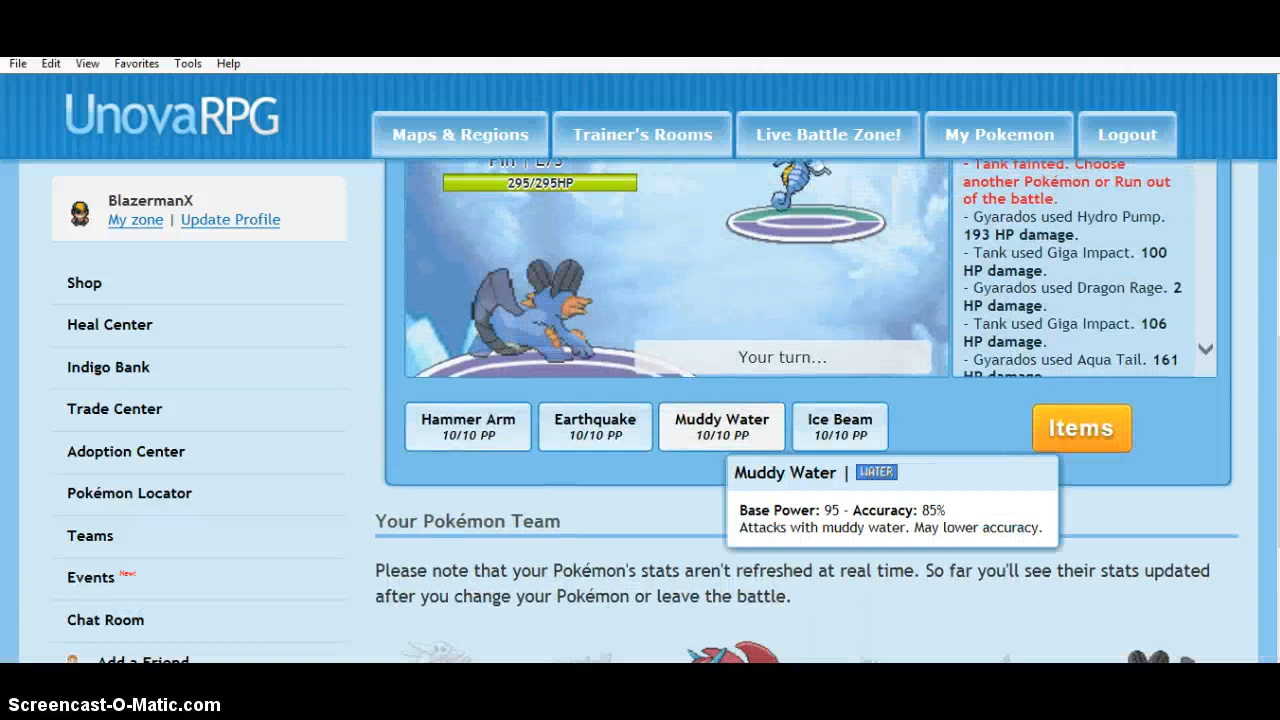 File Edit View Favorites Tools Help
UnovaRPG
Maps & Regions Trainer's Rooms Live Battle Zone! My Pokemon Logout
BlazermanX
My zone | Update Profile
Shop
Heal Center
Indigo Bank
Trade Center
Adoption Center
Pokémon Locator
Teams
Events New!
Chat Room
Add a Friend
295/295HP
Your turn...
- Tank fainted. Choose
another Pokémon or Run out
of the battle.
- Gyarados used Hydro Pump.
193 HP damage.
- Tank used Giga Impact. 100
HP damage.
- Gyarados used Dragon Rage. 2
HP damage.
- Tank used Giga Impact. 106
HP damage.
- Gyarados used Aqua Tail. 161
HP damage.
Hammer Arm
10/10 PP
Earthquake
10/10 PP
Muddy Water
10/10 PP
Ice Beam
10/10 PP
Items
Muddy Water | WATER
Base Power: 95 - Accuracy: 85%
Attacks with muddy water. May lower accuracy.
Your Pokémon Team
Please note that your Pokémon's stats aren't refreshed at real time. So far you'll see their stats updated
after you change your Pokémon or leave the battle.
Screencast-O-Matic.com